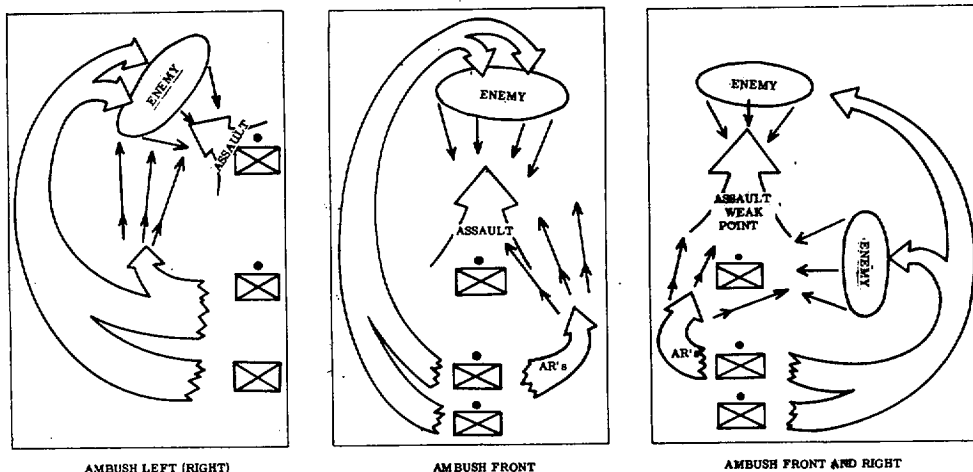 ENEMY
ASSAULT
AMBUSH LEFT (RIGHT)
ENEMY
ASSAULT
AR's
AMBUSH FRONT
ENEMY
ASSAULT
WEAK
POINT
ENEMY
AR's
AMBUSH FRONT AND RIGHT